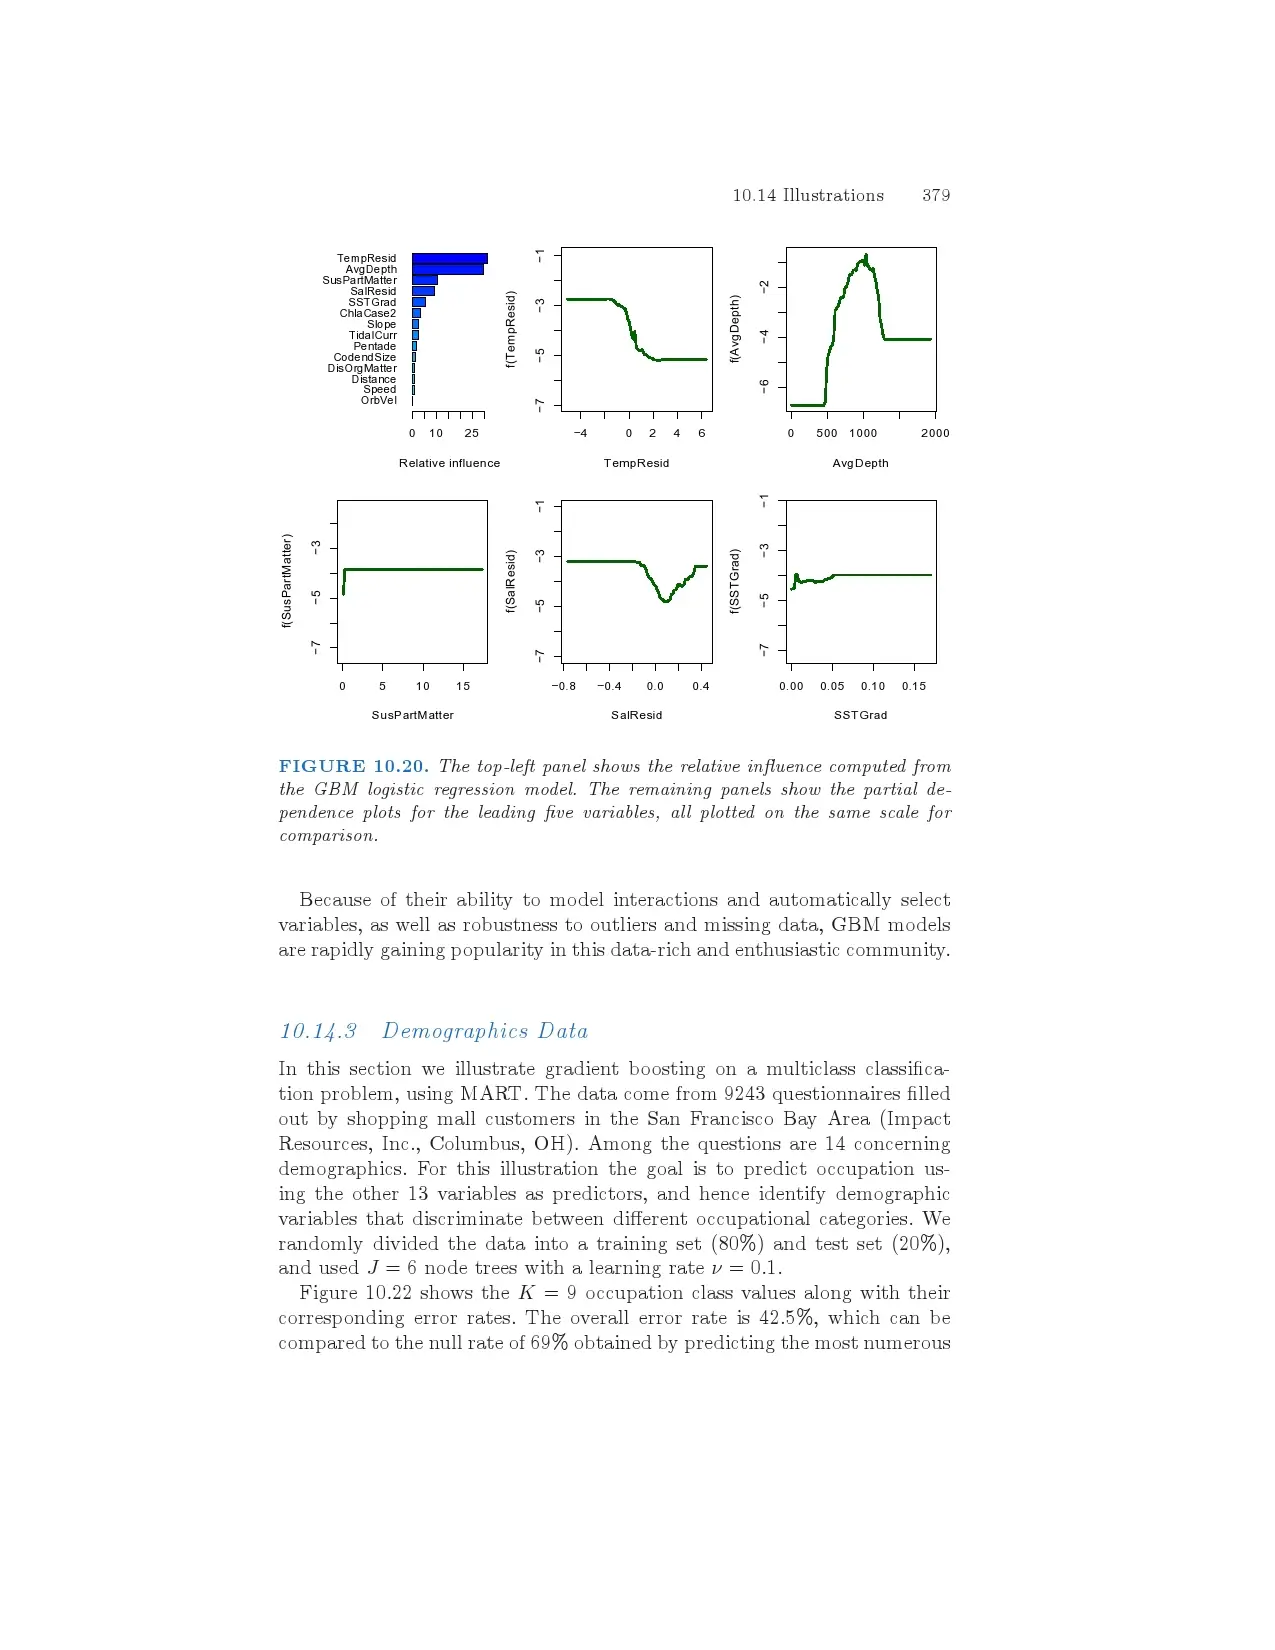 10.14 Illustrations 379
TempResid
AvgDepth
SusPartMatter
SalResid
SSTGrad
ChlaCase2
Slope
TidalCurr
Pentade
CodendSize
DisOrgMatter
Distance
Speed
OrbVel
0 10 25
Relative influence
f(TempResid)
−1
−3
−5
−7
−4 0 2 4 6
TempResid
f(AvgDepth)
−2
−4
−6
0 500 1000 2000
AvgDepth
f(SusPartMatter)
−3
−5
−7
0 5 10 15
SusPartMatter
f(SalResid)
−1
−3
−5
−7
−0.8 −0.4 0.0 0.4
SalResid
f(SSTGrad)
−1
−3
−5
−7
0.00 0.05 0.10 0.15
SSTGrad
FIGURE 10.20. The top-left panel shows the relative influence computed from
the GBM logistic regression model. The remaining panels show the partial de-
pendence plots for the leading five variables, all plotted on the same scale for
comparison.
Because of their ability to model interactions and automatically select
variables, as well as robustness to outliers and missing data, GBM models
are rapidly gaining popularity in this data-rich and enthusiastic community.
10.14.3 Demographics Data
In this section we illustrate gradient boosting on a multiclass classifica-
tion problem, using MART. The data come from 9243 questionnaires filled
out by shopping mall customers in the San Francisco Bay Area (Impact
Resources, Inc., Columbus, OH). Among the questions are 14 concerning
demographics. For this illustration the goal is to predict occupation us-
ing the other 13 variables as predictors, and hence identify demographic
variables that discriminate between different occupational categories. We
randomly divided the data into a training set (80%) and test set (20%),
and used J = 6 node trees with a learning rate ν = 0.1.
Figure 10.22 shows the K = 9 occupation class values along with their
corresponding error rates. The overall error rate is 42.5%, which can be
compared to the null rate of 69% obtained by predicting the most numerous